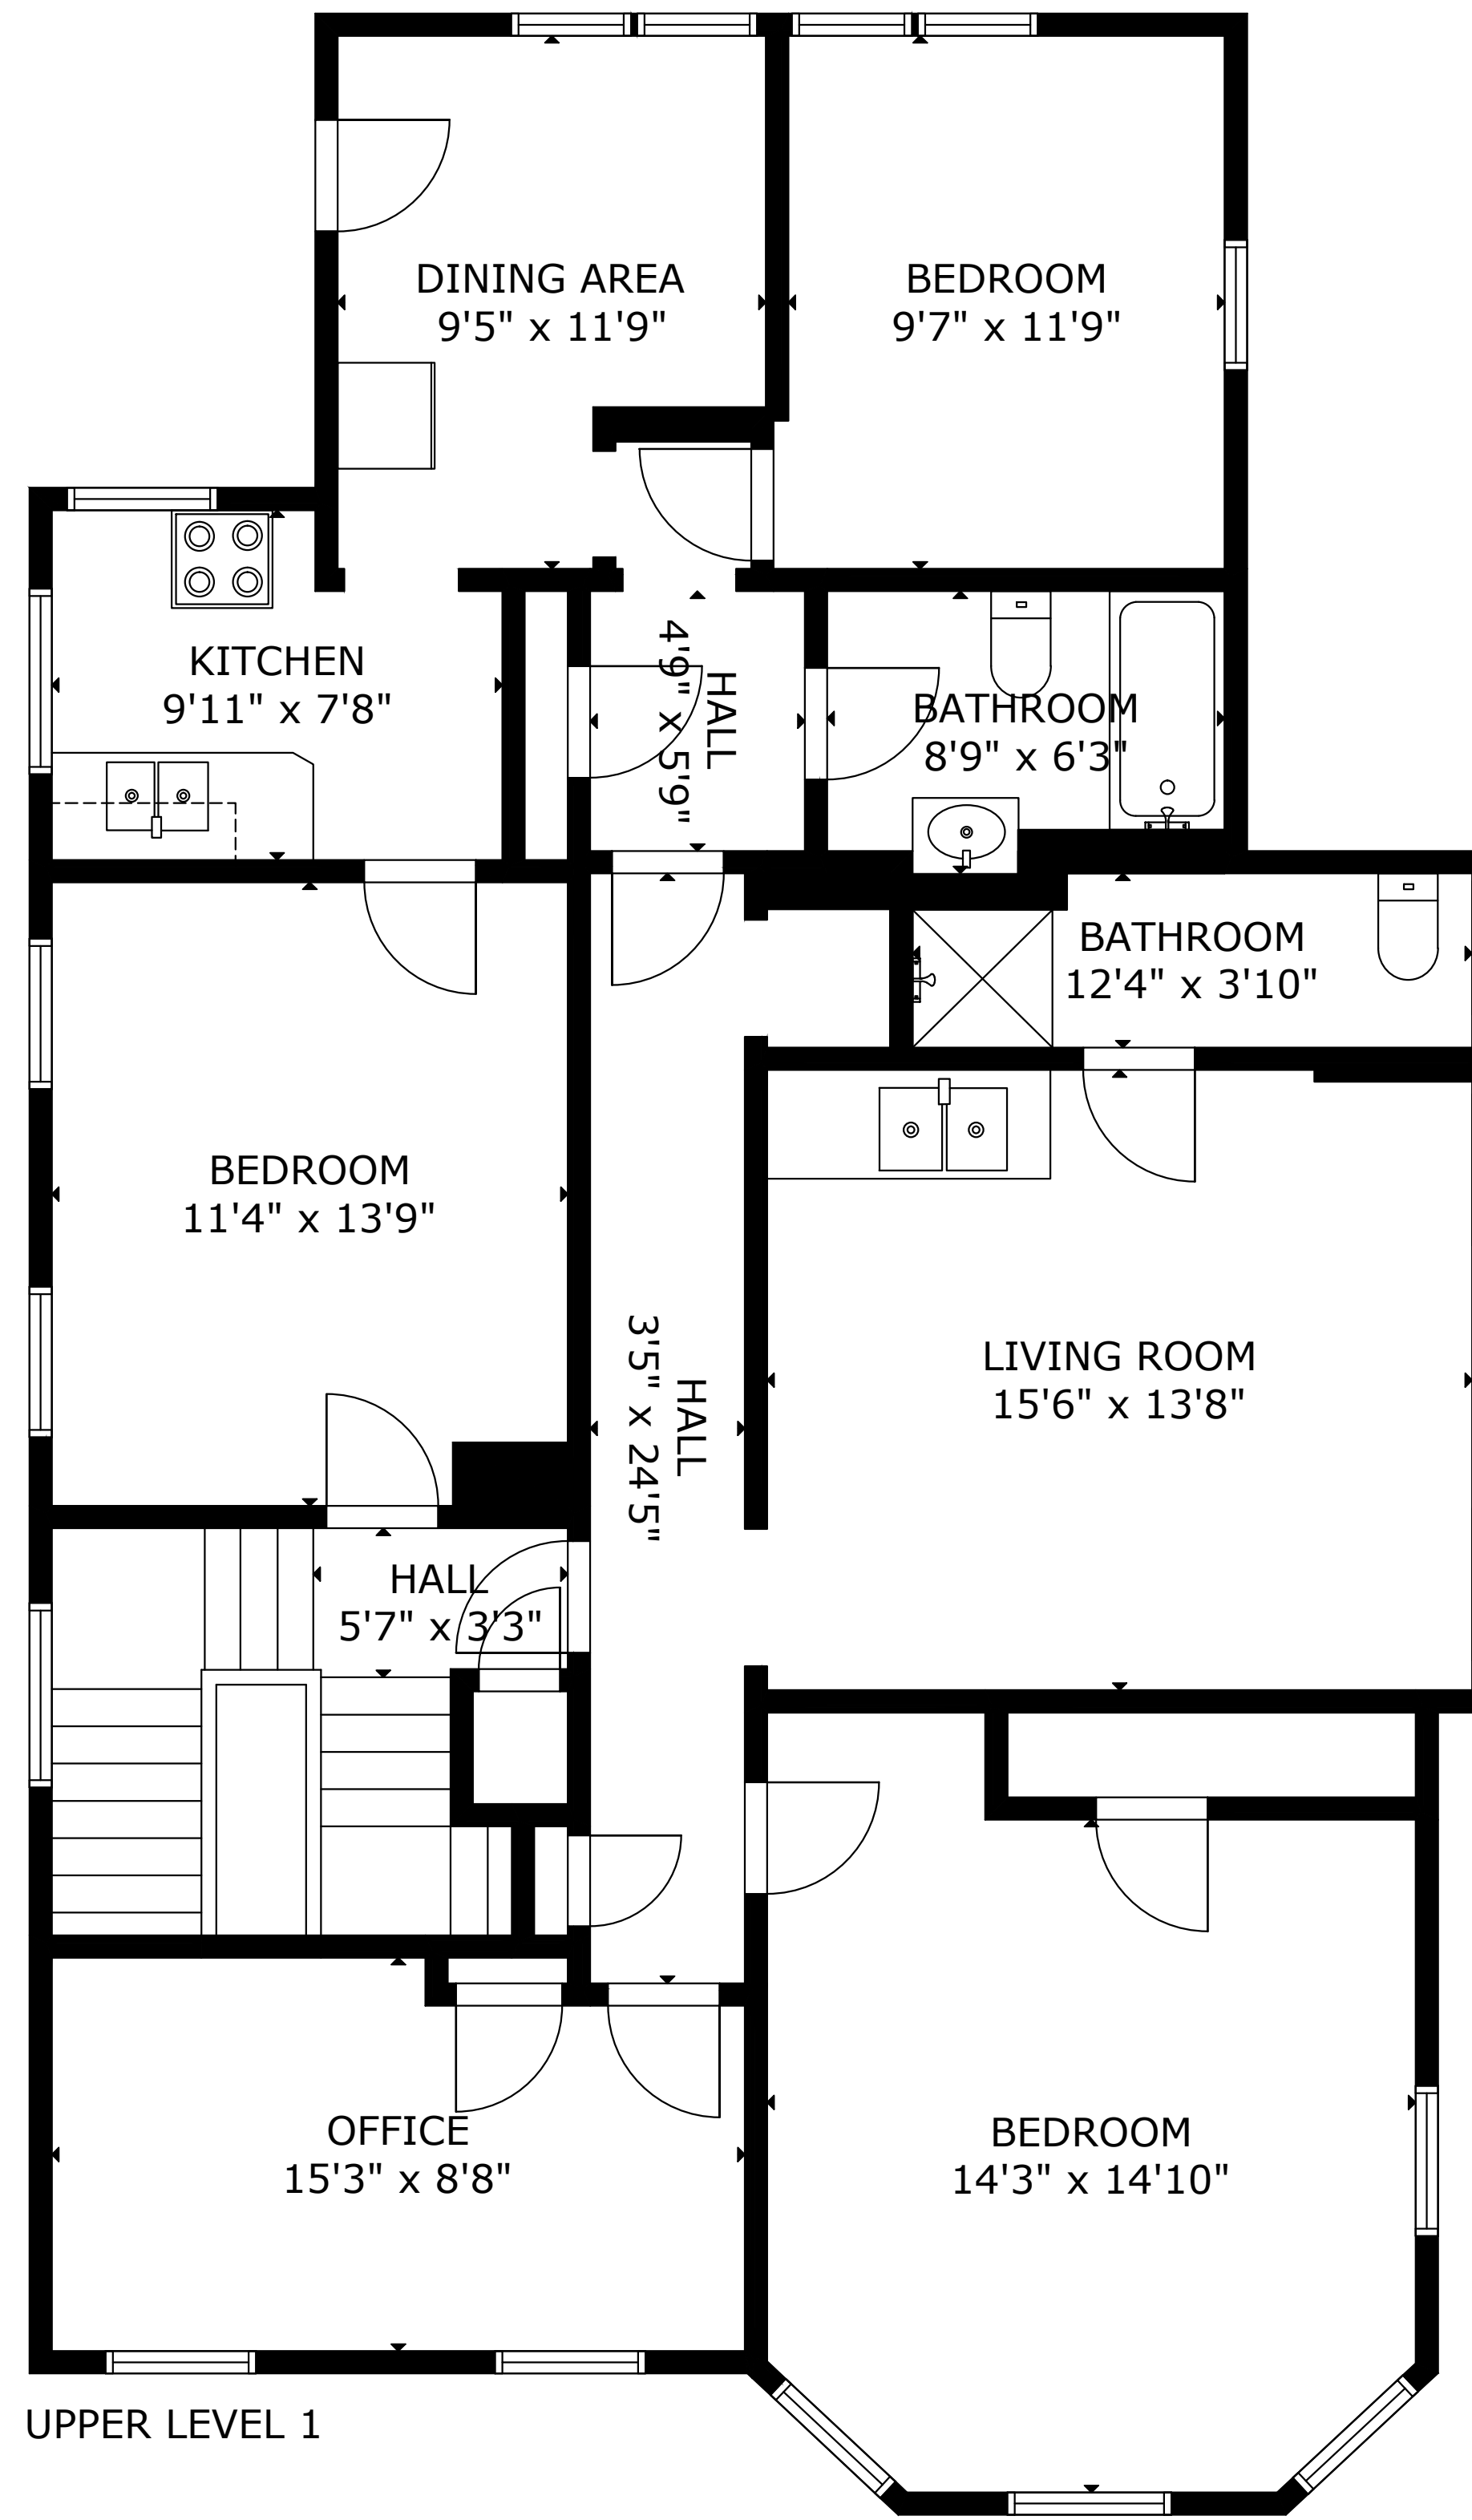 DINING AREA
9'5" x 11'9"
BEDROOM
9'7" x 11'9"
KITCHEN
9'11" x 7'8"
HALL
4'9" x 5'9"
BATHROOM
8'9" x 6'3"
BATHROOM
12'4" x 3'10"
BEDROOM
11'4" x 13'9"
HALL
3'5" x 24'5"
LIVING ROOM
15'6" x 13'8"
HALL
5'7" x 3'3"
OFFICE
15'3" x 8'8"
BEDROOM
14'3" x 14'10"
UPPER LEVEL 1